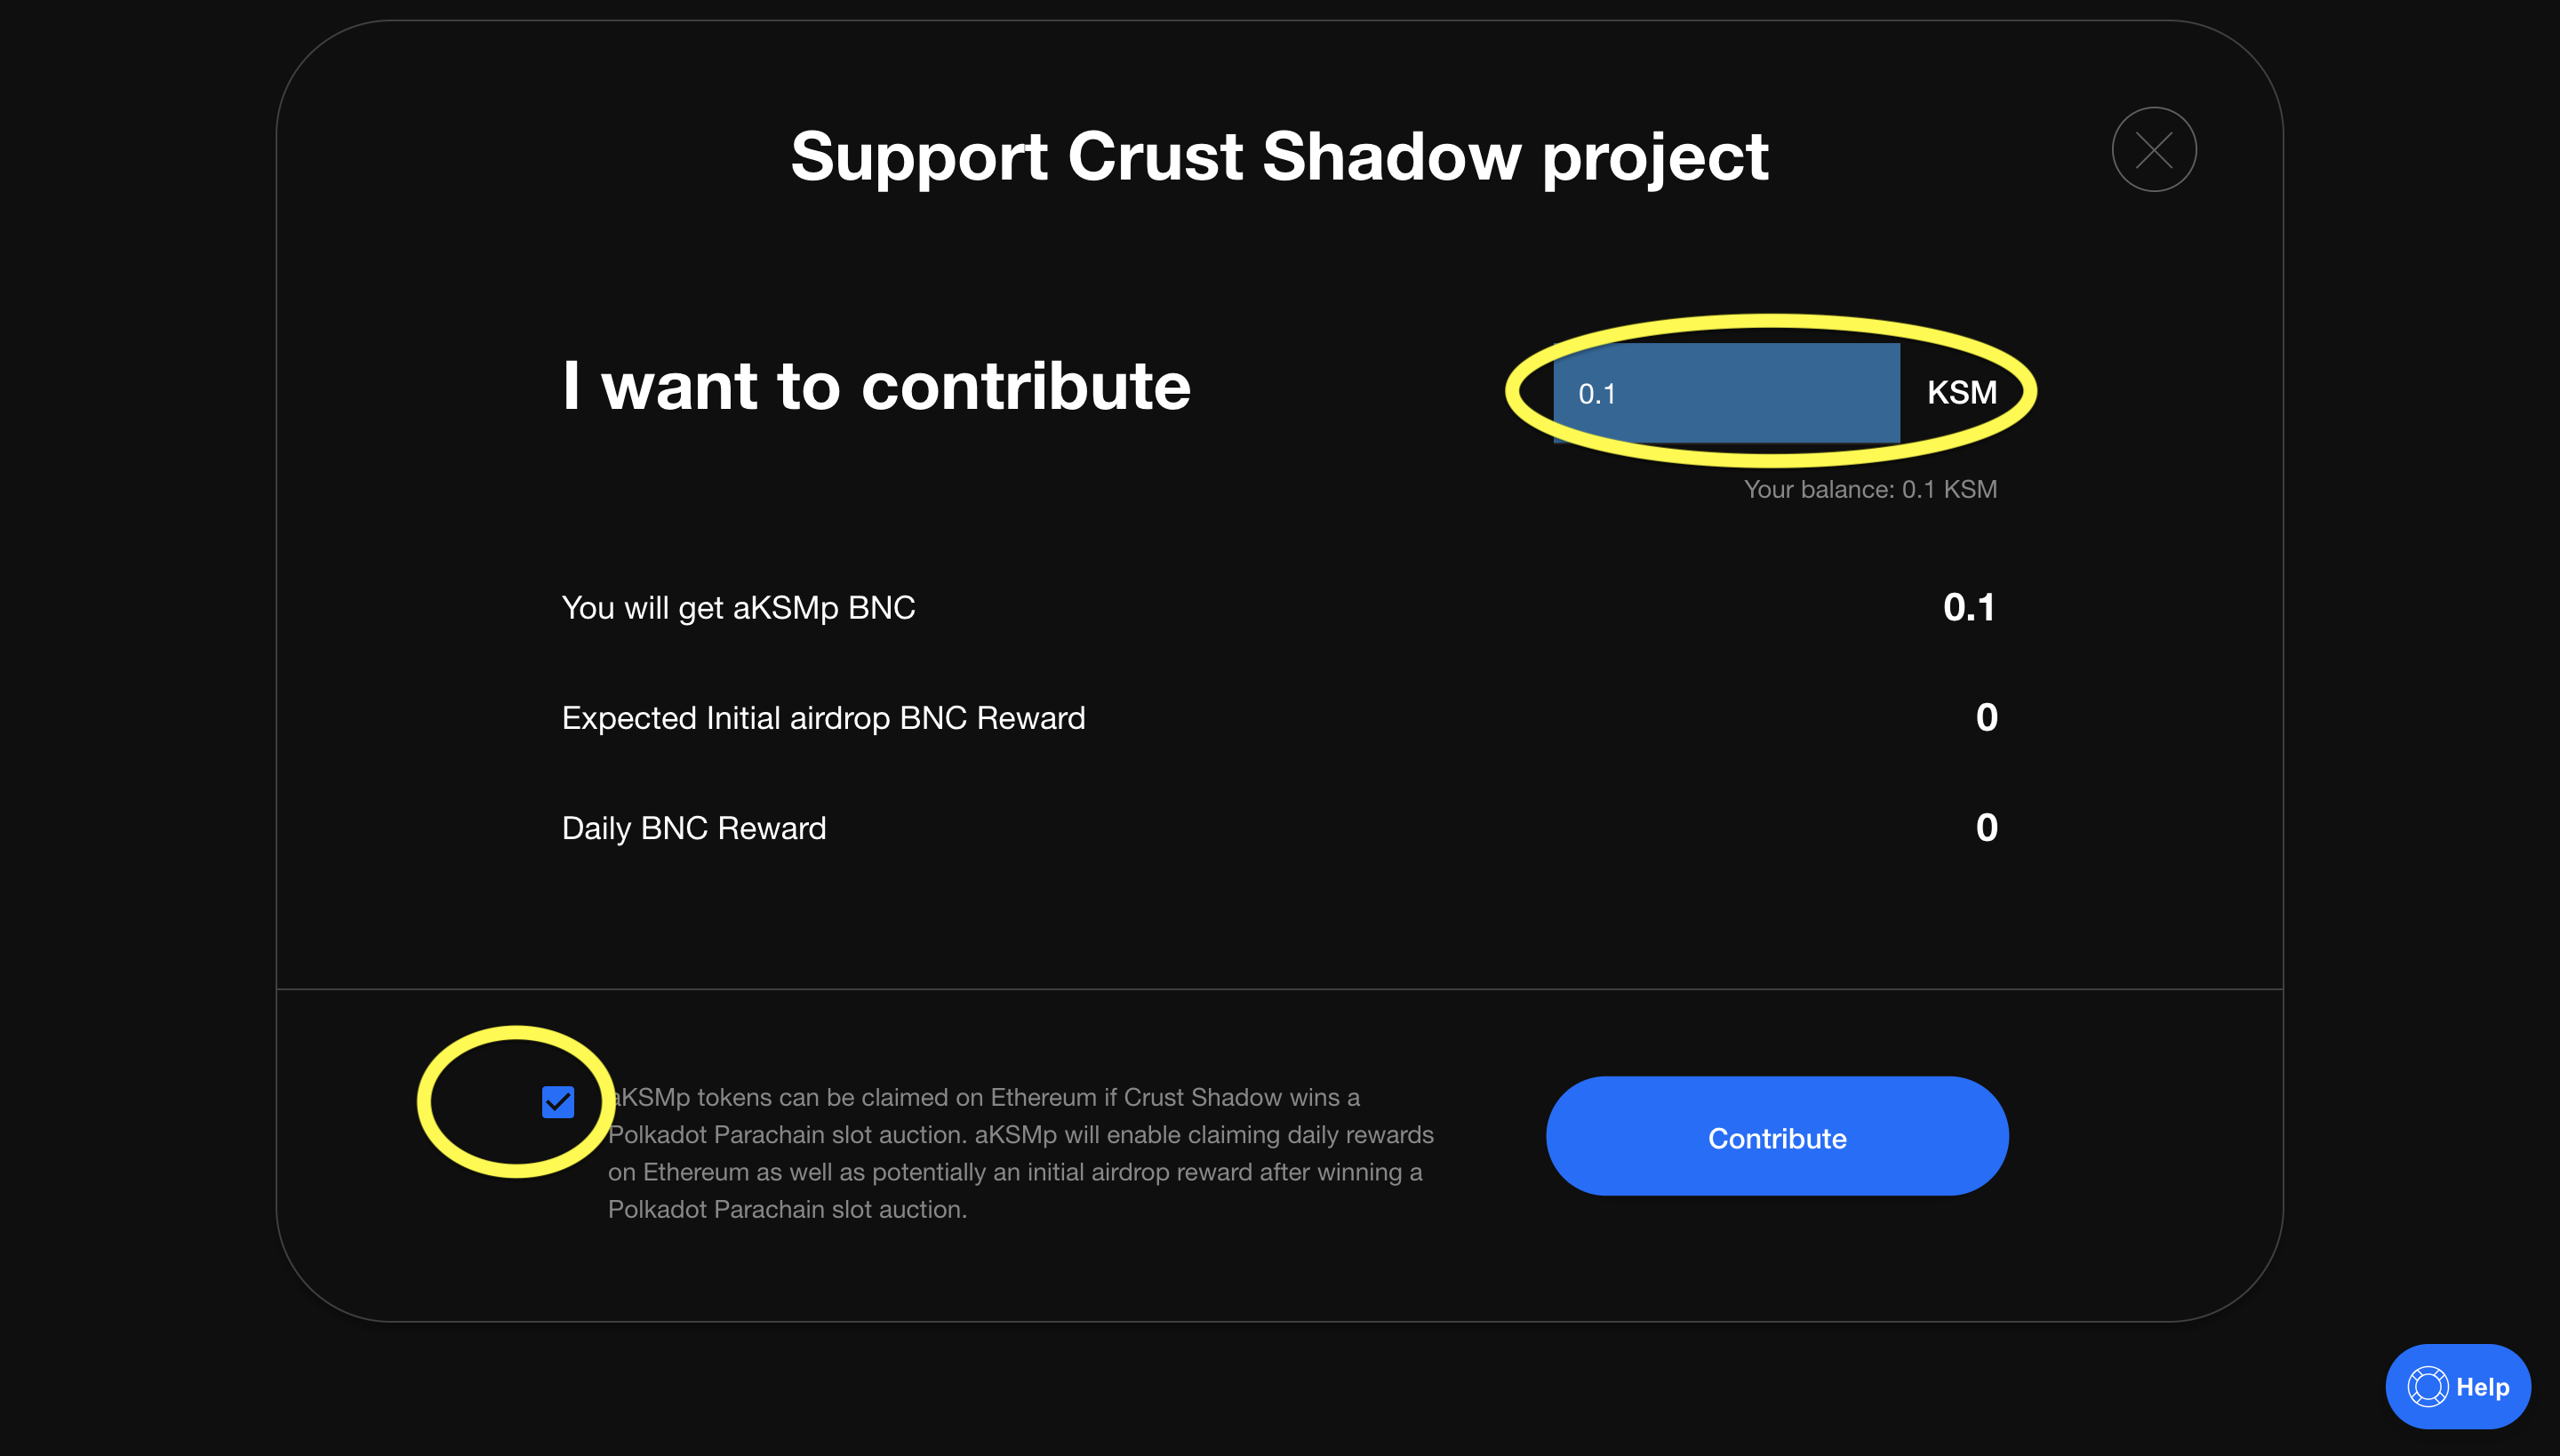 Support Crust Shadow project
I want to contribute
0.1 KSM
Your balance: 0.1 KSM
You will get aKSMp BNC 0.1
Expected Initial airdrop BNC Reward 0
Daily BNC Reward 0
aKSMp tokens can be claimed on Ethereum if Crust Shadow wins a
Polkadot Parachain slot auction. aKSMp will enable claiming daily rewards
on Ethereum as well as potentially an initial airdrop reward after winning a
Polkadot Parachain slot auction.
Contribute
Help